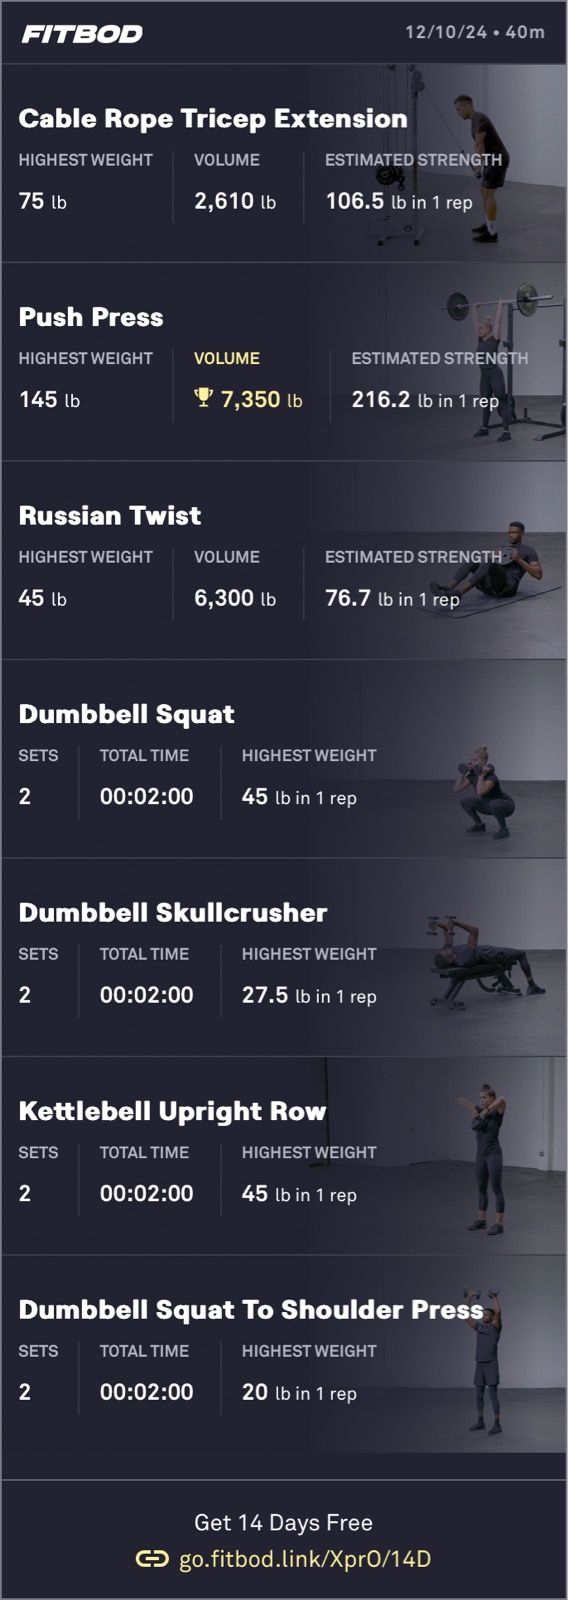 FITBOD
12/10/24 • 40m
Cable Rope Tricep Extension
HIGHEST WEIGHT VOLUME ESTIMATED STRENGTH
75 lb 2,610 lb 106.5 lb in 1 rep
Push Press
HIGHEST WEIGHT VOLUME ESTIMATED STRENGTH
145 lb 7,350 lb 216.2 lb in 1 rep
Russian Twist
HIGHEST WEIGHT VOLUME ESTIMATED STRENGTH
45 lb 6,300 lb 76.7 lb in 1 rep
Dumbbell Squat
SETS TOTAL TIME HIGHEST WEIGHT
2 00:02:00 45 lb in 1 rep
Dumbbell Skullcrusher
SETS TOTAL TIME HIGHEST WEIGHT
2 00:02:00 27.5 lb in 1 rep
Kettlebell Upright Row
SETS TOTAL TIME HIGHEST WEIGHT
2 00:02:00 45 lb in 1 rep
Dumbbell Squat To Shoulder Press
SETS TOTAL TIME HIGHEST WEIGHT
2 00:02:00 20 lb in 1 rep
Get 14 Days Free
go.fitbod.link/XprO/14D